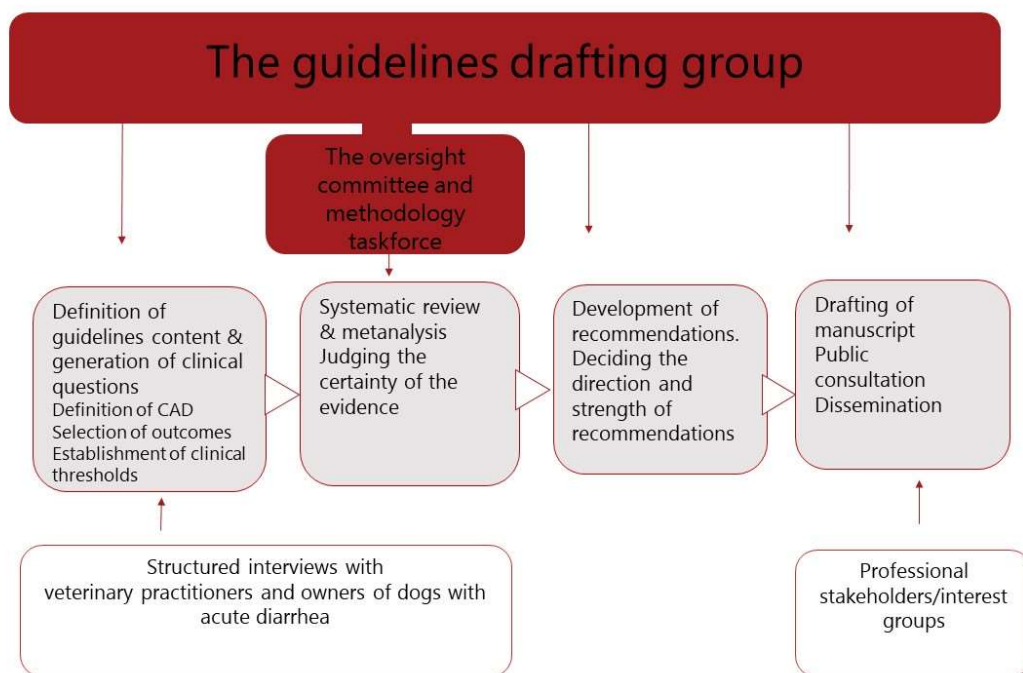 The guidelines drafting group
The oversight
committee and
methodology
taskforce
Definition of
guidelines content &
generation of clinical
questions
Definition of CAD
Selection of outcomes
Establishment of clinical
thresholds
Systematic review
& metanalysis
Judging the
certainty of the
evidence
Development of
recommendations.
Deciding the
direction and
strength of
recommendations
Drafting of
manuscript
Public
consultation
Dissemination
Structured interviews with
veterinary practitioners and owners of dogs with
acute diarrhea
Professional
stakeholders/interest
groups